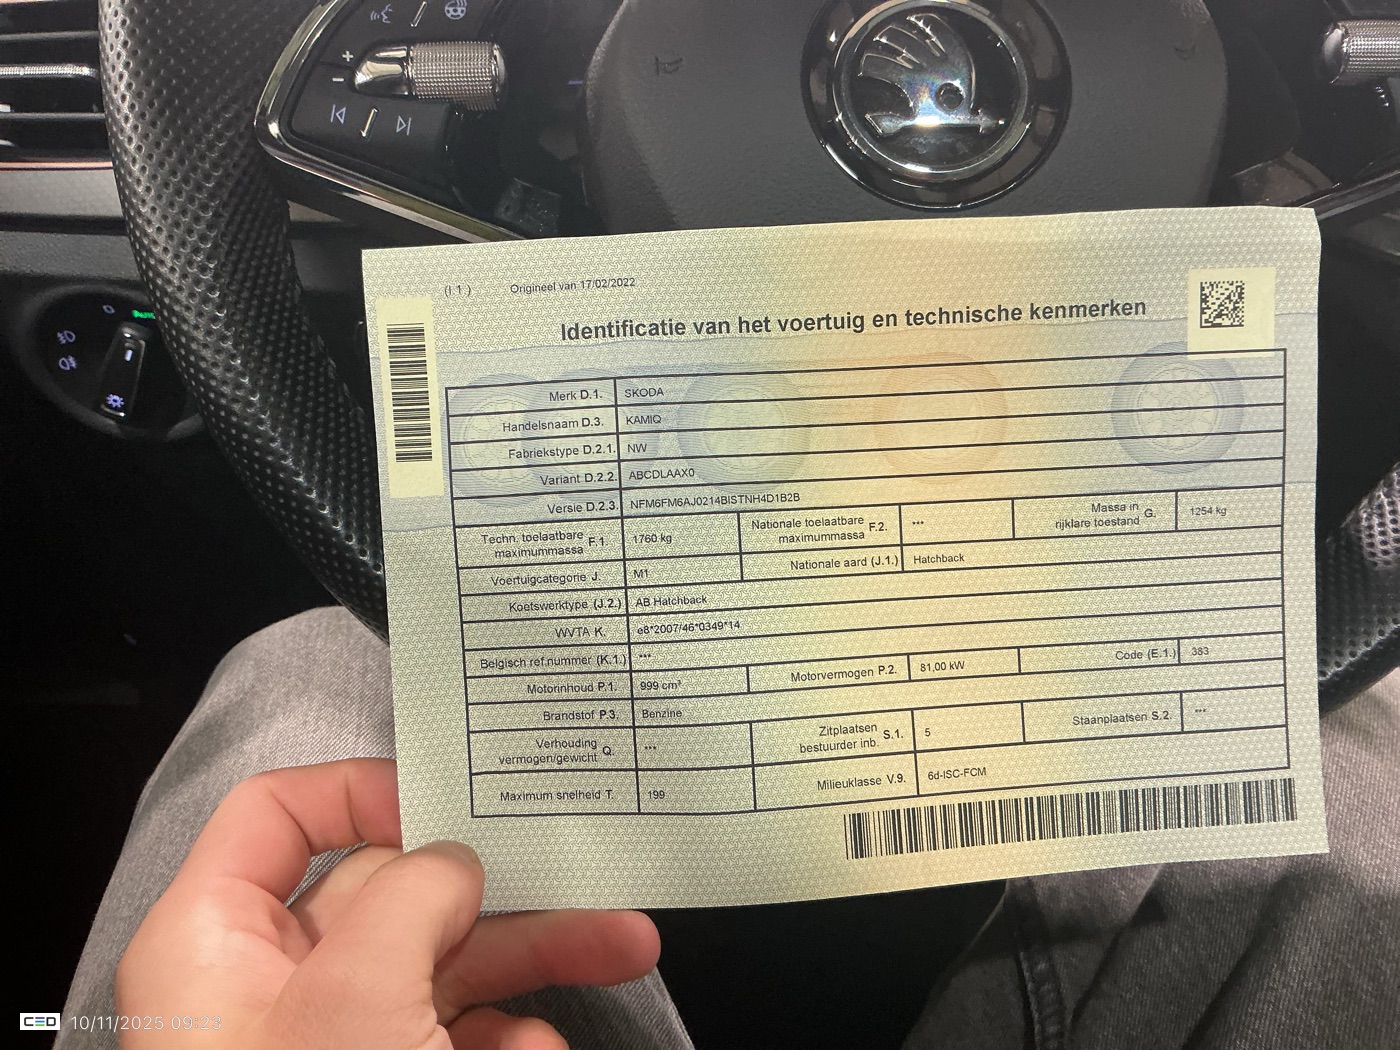 (I.1 )
Origineel van 17/02/2022
Identificatie van het voertuig en technische kenmerken
Merk D.1. SKODA
Handelsnaam D.3. KAMIQ
Fabriekstype D.2.1. NW
Variant D.2.2. ABCDLAAX0
Versie D.2.3. NFM6FM6AJ0214BISTNH4D1B2B
Techn. toelaatbare maximummassa F.1. 1760 kg Nationale toelaatbare maximummassa F.2. *** Massa in rijklare toestand G. 1254 kg
Voertuigcategorie J. M1 Nationale aard (J.1.) Hatchback
Koetswerktype (J.2.) AB Hatchback
WVTA K. e8*2007/46*0349*14
Belgisch ref.nummer (K.1.) ***
Motorinhoud P.1. 999 cm³ Motorvermogen P.2. 81,00 kW Code (E.1.) 383
Brandstof P.3. Benzine
Verhouding vermogen/gewicht Q. *** Zitplaatsen bestuurder inb. S.1. 5 Staanplaatsen S.2. ***
Maximum snelheid T. 199 Milieuklasse V.9. 6d-ISC-FCM
CED 10/11/2025 09:23